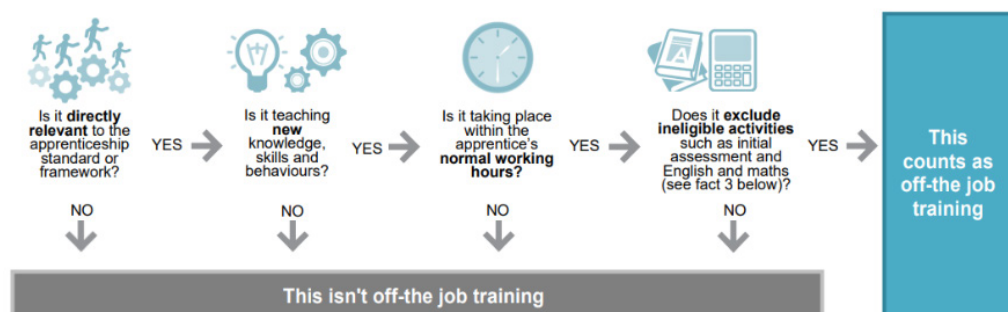 Is it directly
relevant to the
apprenticeship
standard or
framework?
YES
Is it teaching
new
knowledge,
skills and
behaviours?
YES
Is it taking place
within the
apprentice's
normal working
hours?
YES
Does it exclude
ineligible activities
such as initial
assessment and
English and maths
(see fact 3 below)?
YES
This
counts as
off-the job
training
NO
NO
NO
NO
This isn't off-the job training
A